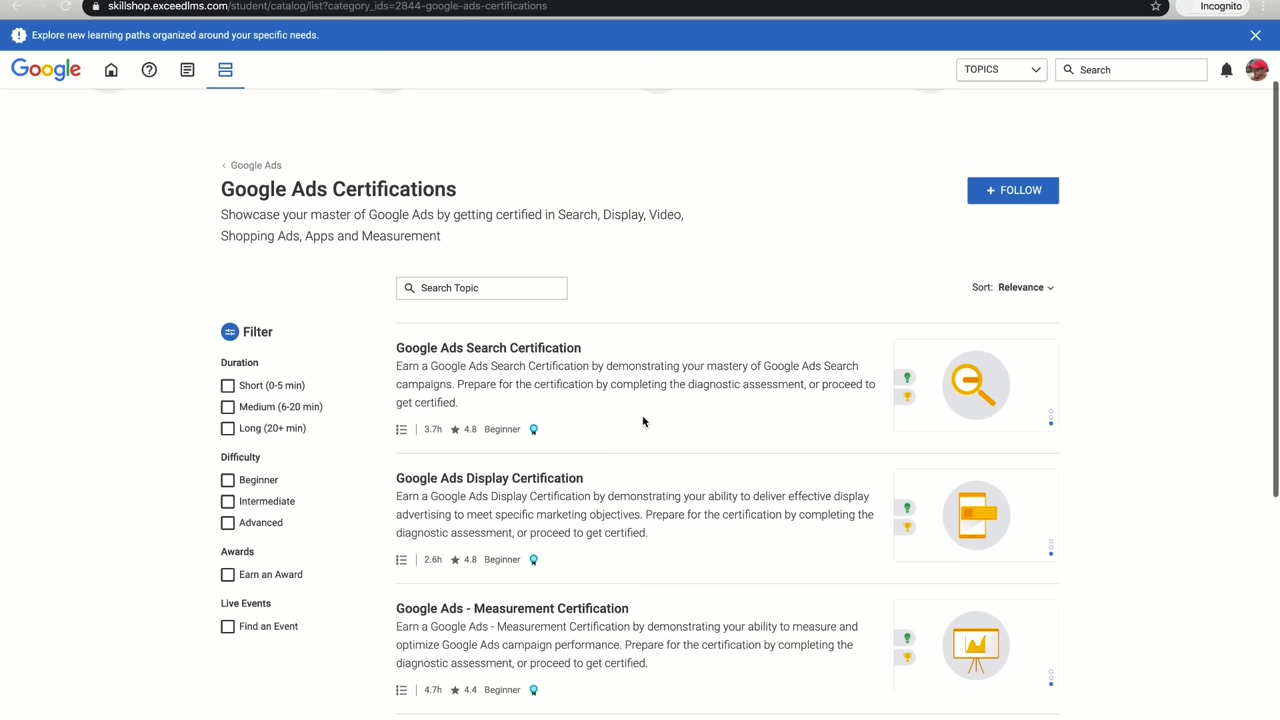 skillshop.exceedlms.com/student/catalog/list?category_ids=2844-google-ads-certifications
Incognito
Explore new learning paths organized around your specific needs.
Google
TOPICS
Search
‹ Google Ads
Google Ads Certifications
+ FOLLOW
Showcase your master of Google Ads by getting certified in Search, Display, Video,
Shopping Ads, Apps and Measurement
Search Topic
Sort: Relevance
Filter
Duration
Short (0-5 min)
Medium (6-20 min)
Long (20+ min)
Difficulty
Beginner
Intermediate
Advanced
Awards
Earn an Award
Live Events
Find an Event
Google Ads Search Certification
Earn a Google Ads Search Certification by demonstrating your mastery of Google Ads Search
campaigns. Prepare for the certification by completing the diagnostic assessment, or proceed to
get certified.
3.7h ★ 4.8 Beginner
Google Ads Display Certification
Earn a Google Ads Display Certification by demonstrating your ability to deliver effective display
advertising to meet specific marketing objectives. Prepare for the certification by completing the
diagnostic assessment, or proceed to get certified.
2.6h ★ 4.8 Beginner
Google Ads - Measurement Certification
Earn a Google Ads - Measurement Certification by demonstrating your ability to measure and
optimize Google Ads campaign performance. Prepare for the certification by completing the
diagnostic assessment, or proceed to get certified.
4.7h ★ 4.4 Beginner